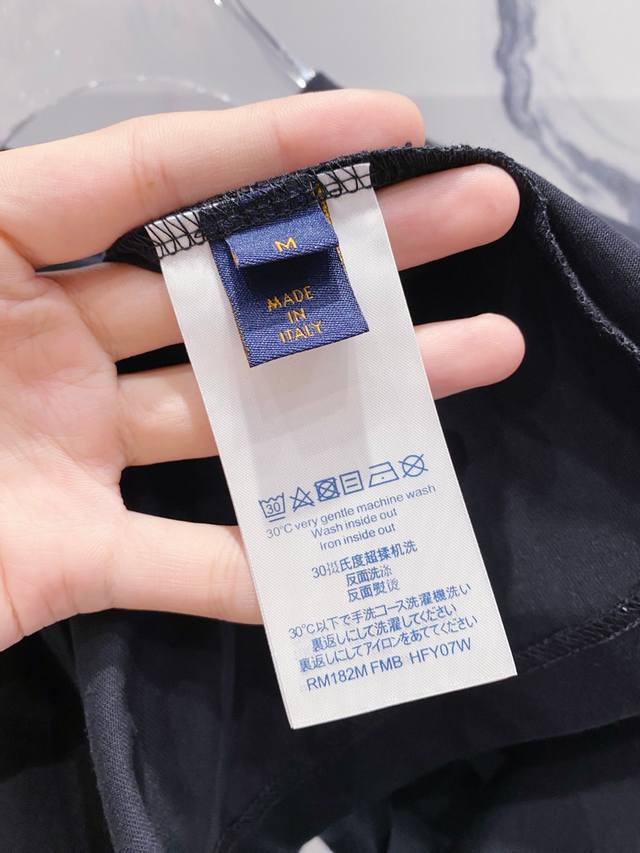 M
MADE
IN
ITALY
30
30°C very gentle machine wash
Wash inside out
Iron inside out
30摄氏度超揉机洗
反面洗涤
反面熨烫
30℃以下で手洗コース洗濯機洗い
裏返しにして洗濯してください
裏返しにしてアイロンをあててください
RM182M FMB HFY07W